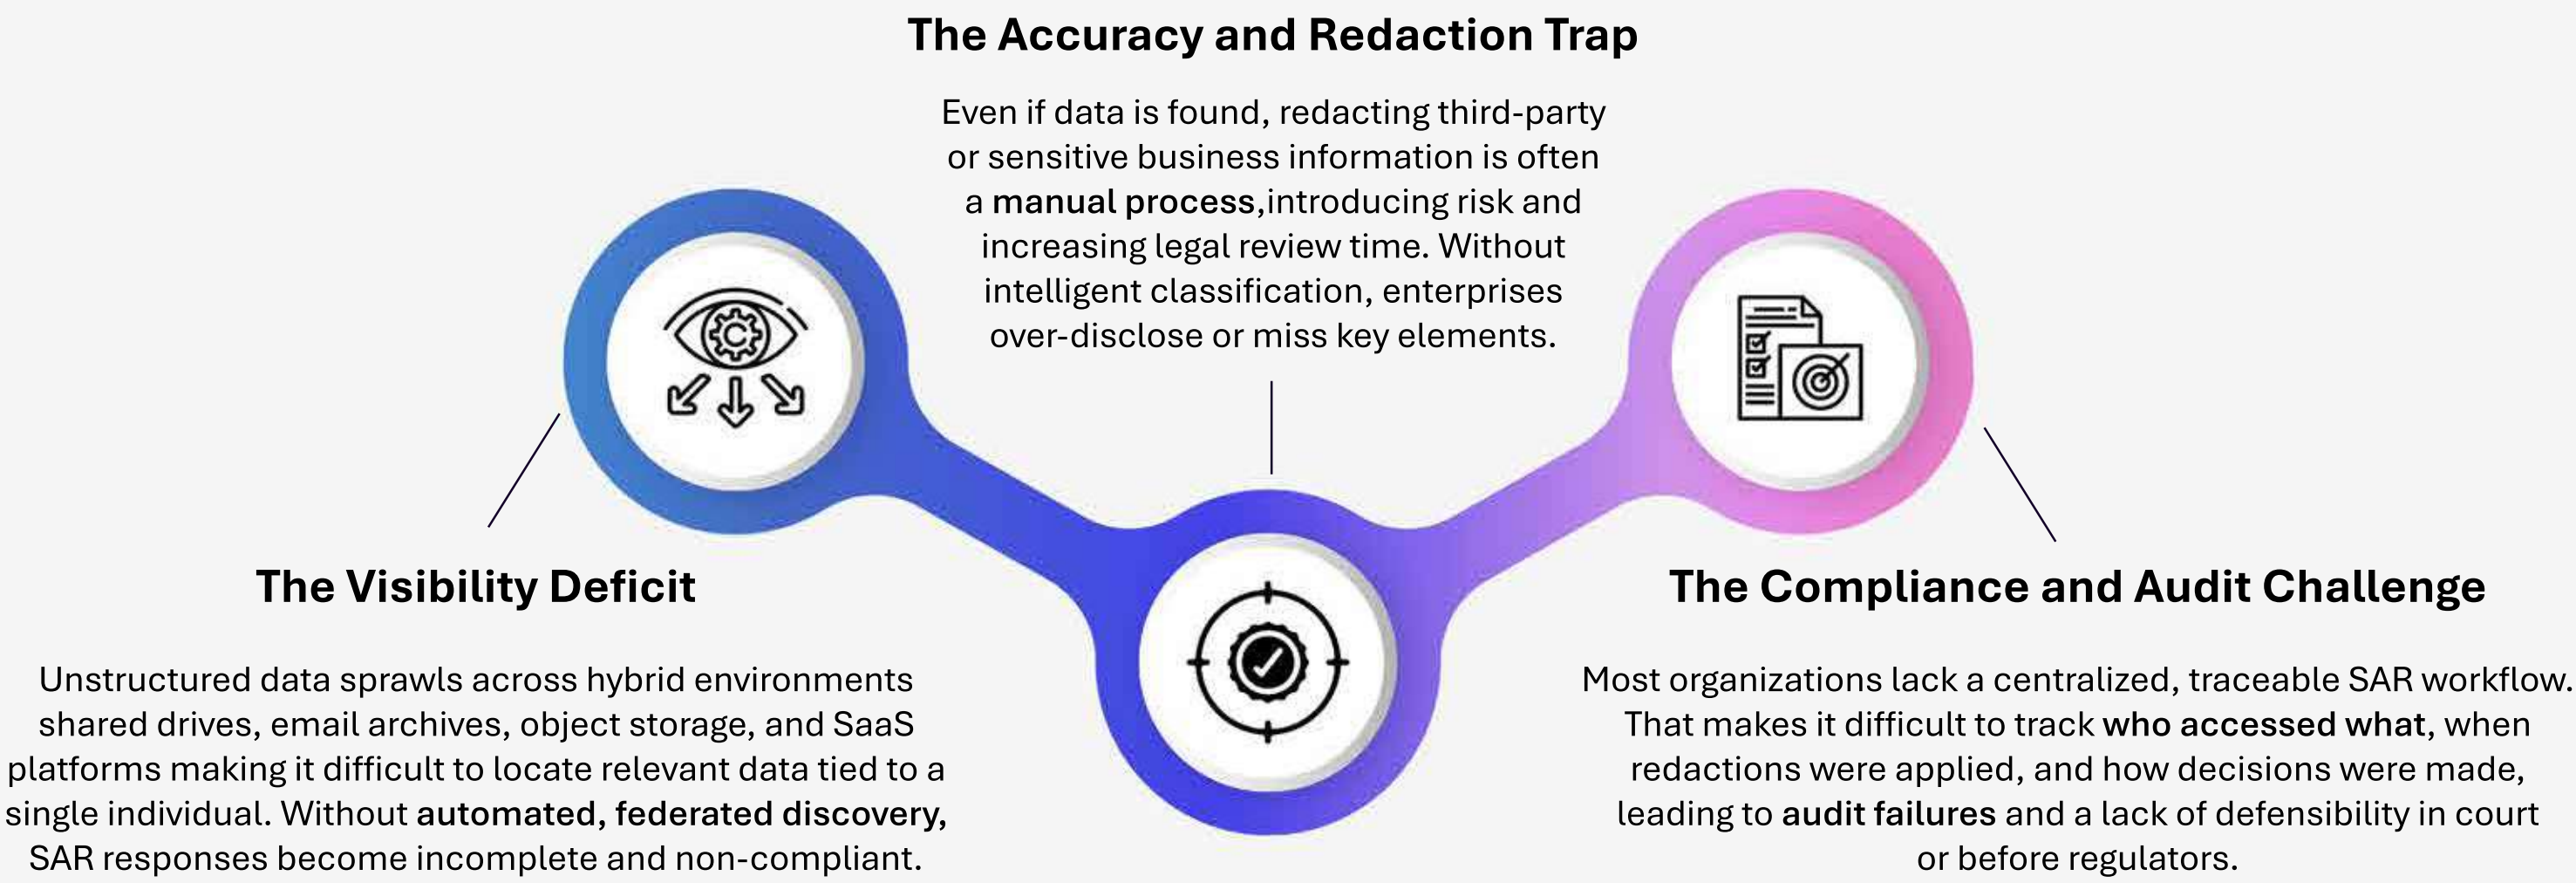 The Accuracy and Redaction Trap
Even if data is found, redacting third-party
or sensitive business information is often
a manual process,introducing risk and
increasing legal review time. Without
intelligent classification, enterprises
over-disclose or miss key elements.
The Visibility Deficit
Unstructured data sprawls across hybrid environments
shared drives, email archives, object storage, and SaaS
platforms making it difficult to locate relevant data tied to a
single individual. Without automated, federated discovery,
SAR responses become incomplete and non-compliant.
The Compliance and Audit Challenge
Most organizations lack a centralized, traceable SAR workflow.
That makes it difficult to track who accessed what, when
redactions were applied, and how decisions were made,
leading to audit failures and a lack of defensibility in court
or before regulators.